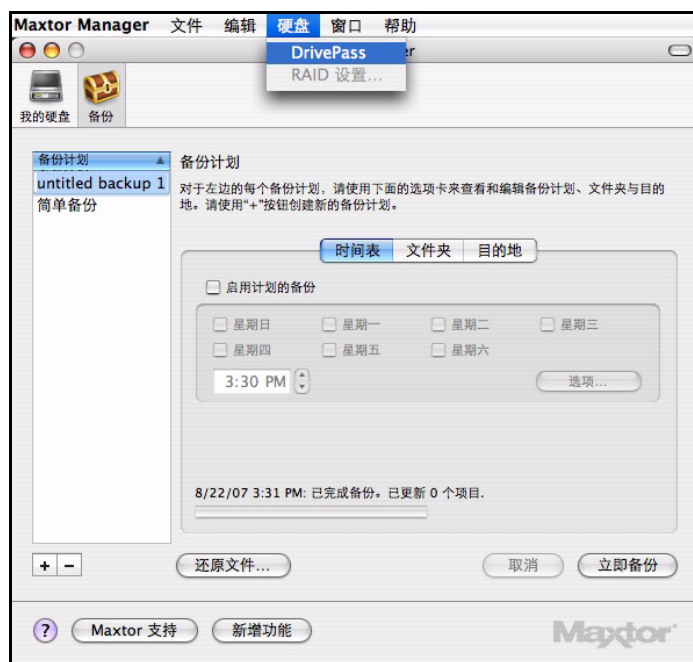 Maxtor Manager 文件 编辑 硬盘 窗口 帮助
DrivePass
RAID 设置...
我的硬盘 备份
备份计划
untitled backup 1
简单备份
备份计划
对于左边的每个备份计划，请使用下面的选项卡来查看和编辑备份计划、文件夹与目的
地。请使用“+”按钮创建新的备份计划。
时间表 文件夹 目的地
启用计划的备份
星期日 星期一 星期二 星期三
星期四 星期五 星期六
3:30 PM 选项...
8/22/07 3:31 PM: 已完成备份。已更新 0 个项目.
+ − 还原文件... 取消 立即备份
? Maxtor 支持 新增功能 Maxtor